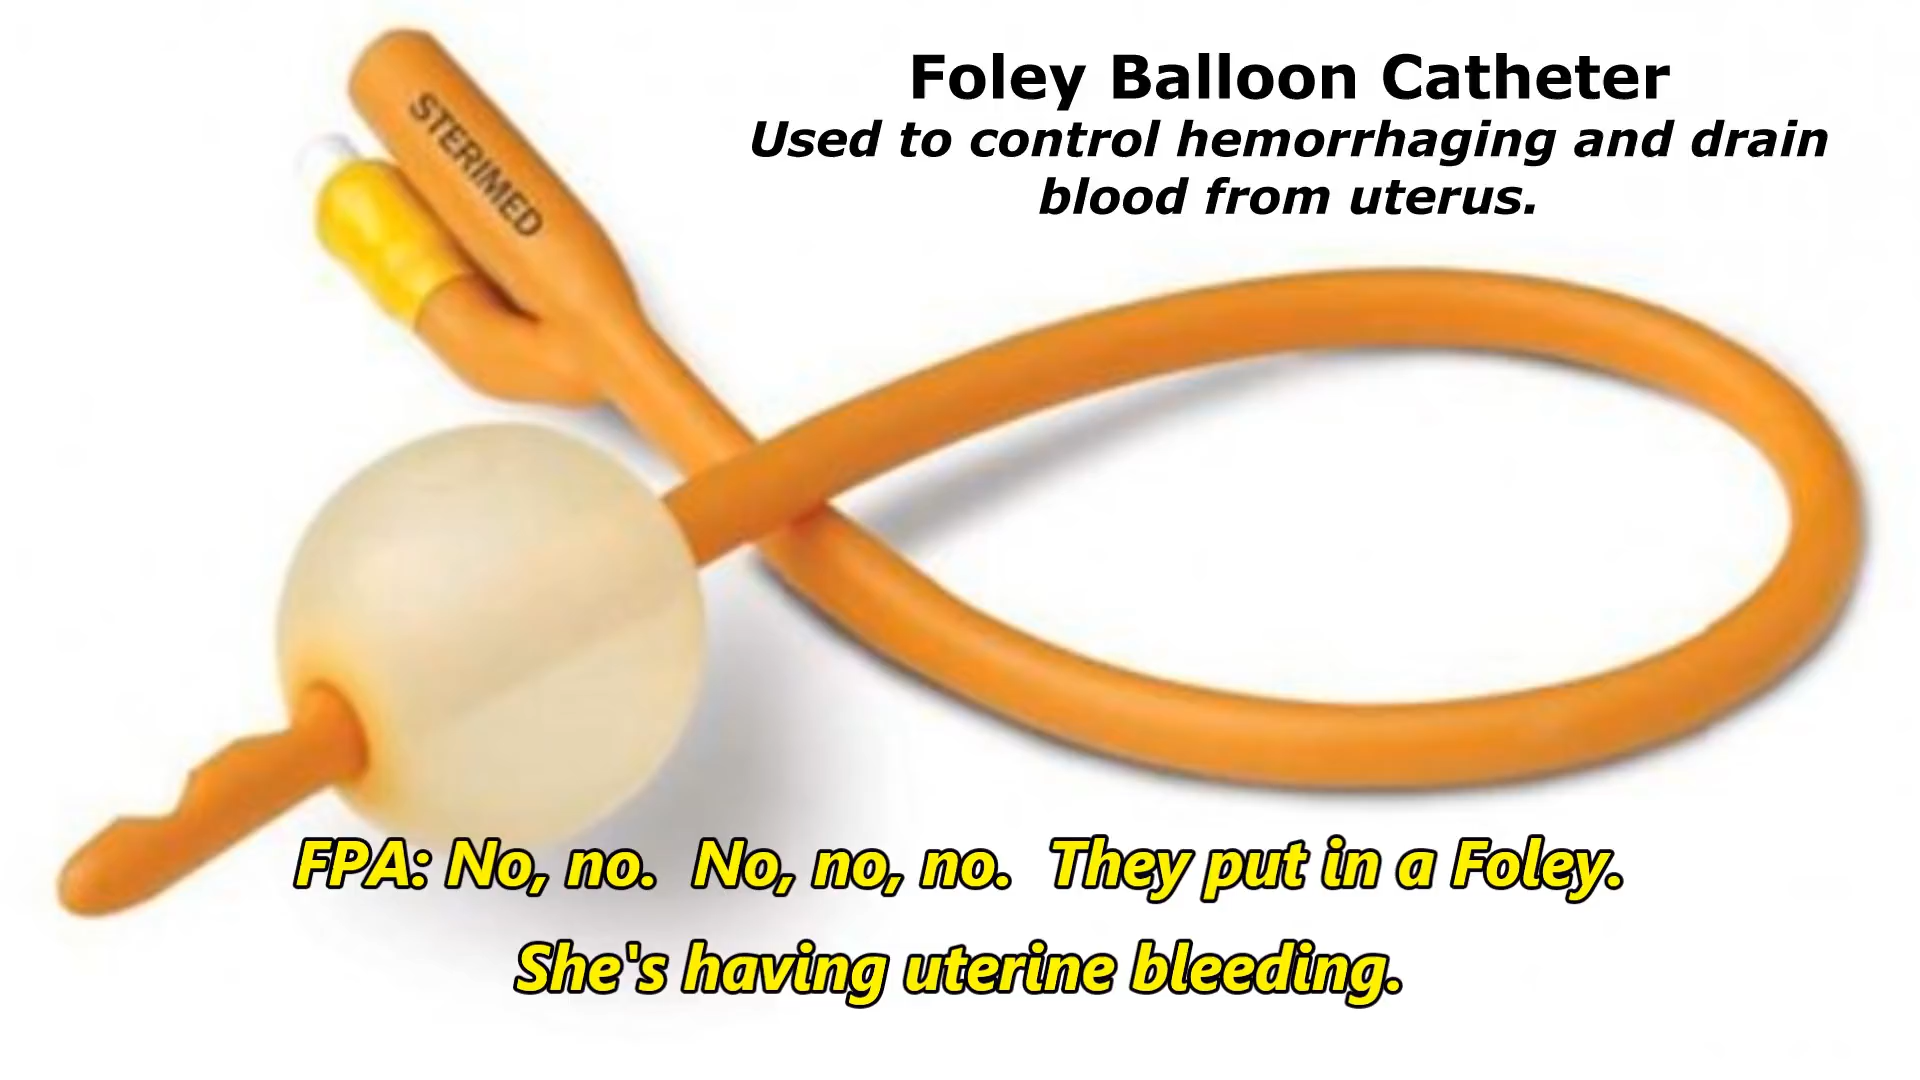 Foley Balloon Catheter
Used to control hemorrhaging and drain
blood from uterus.
STERIMED
FPA: No, no.  No, no, no.  They put in a Foley.
She's having uterine bleeding.